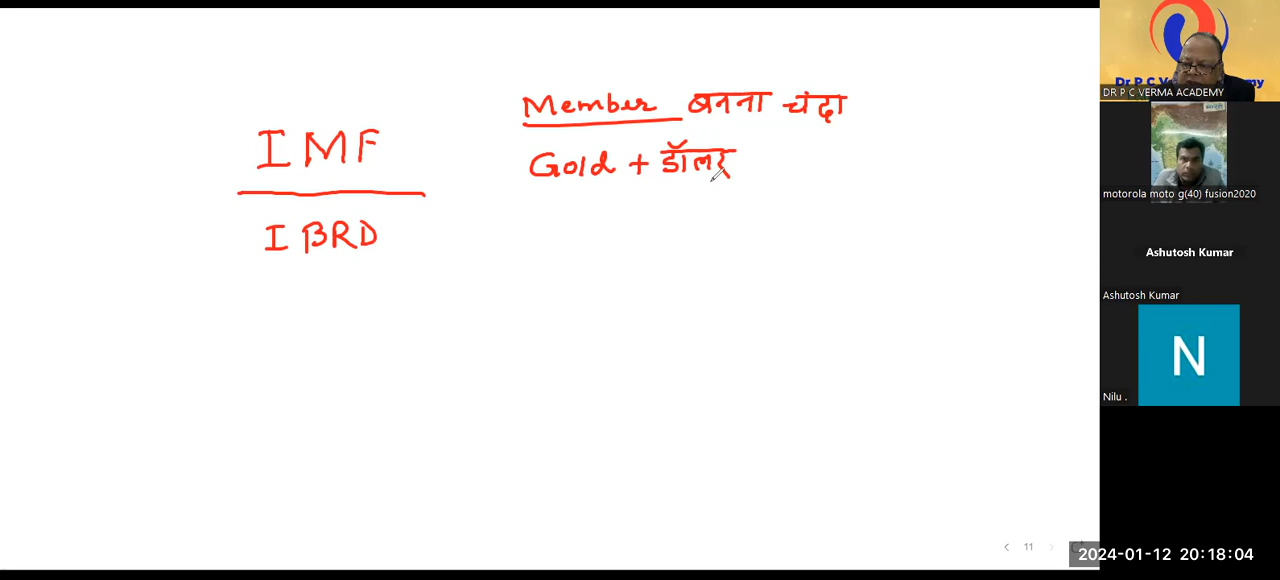 IMF
IBRD
Member बनना चंदा
Gold + डॉलर
DR P C VERMA ACADEMY
motorola moto g(40) fusion2020
Ashutosh Kumar
Ashutosh Kumar
N
Nilu .
11
2024-01-12 20:18:04